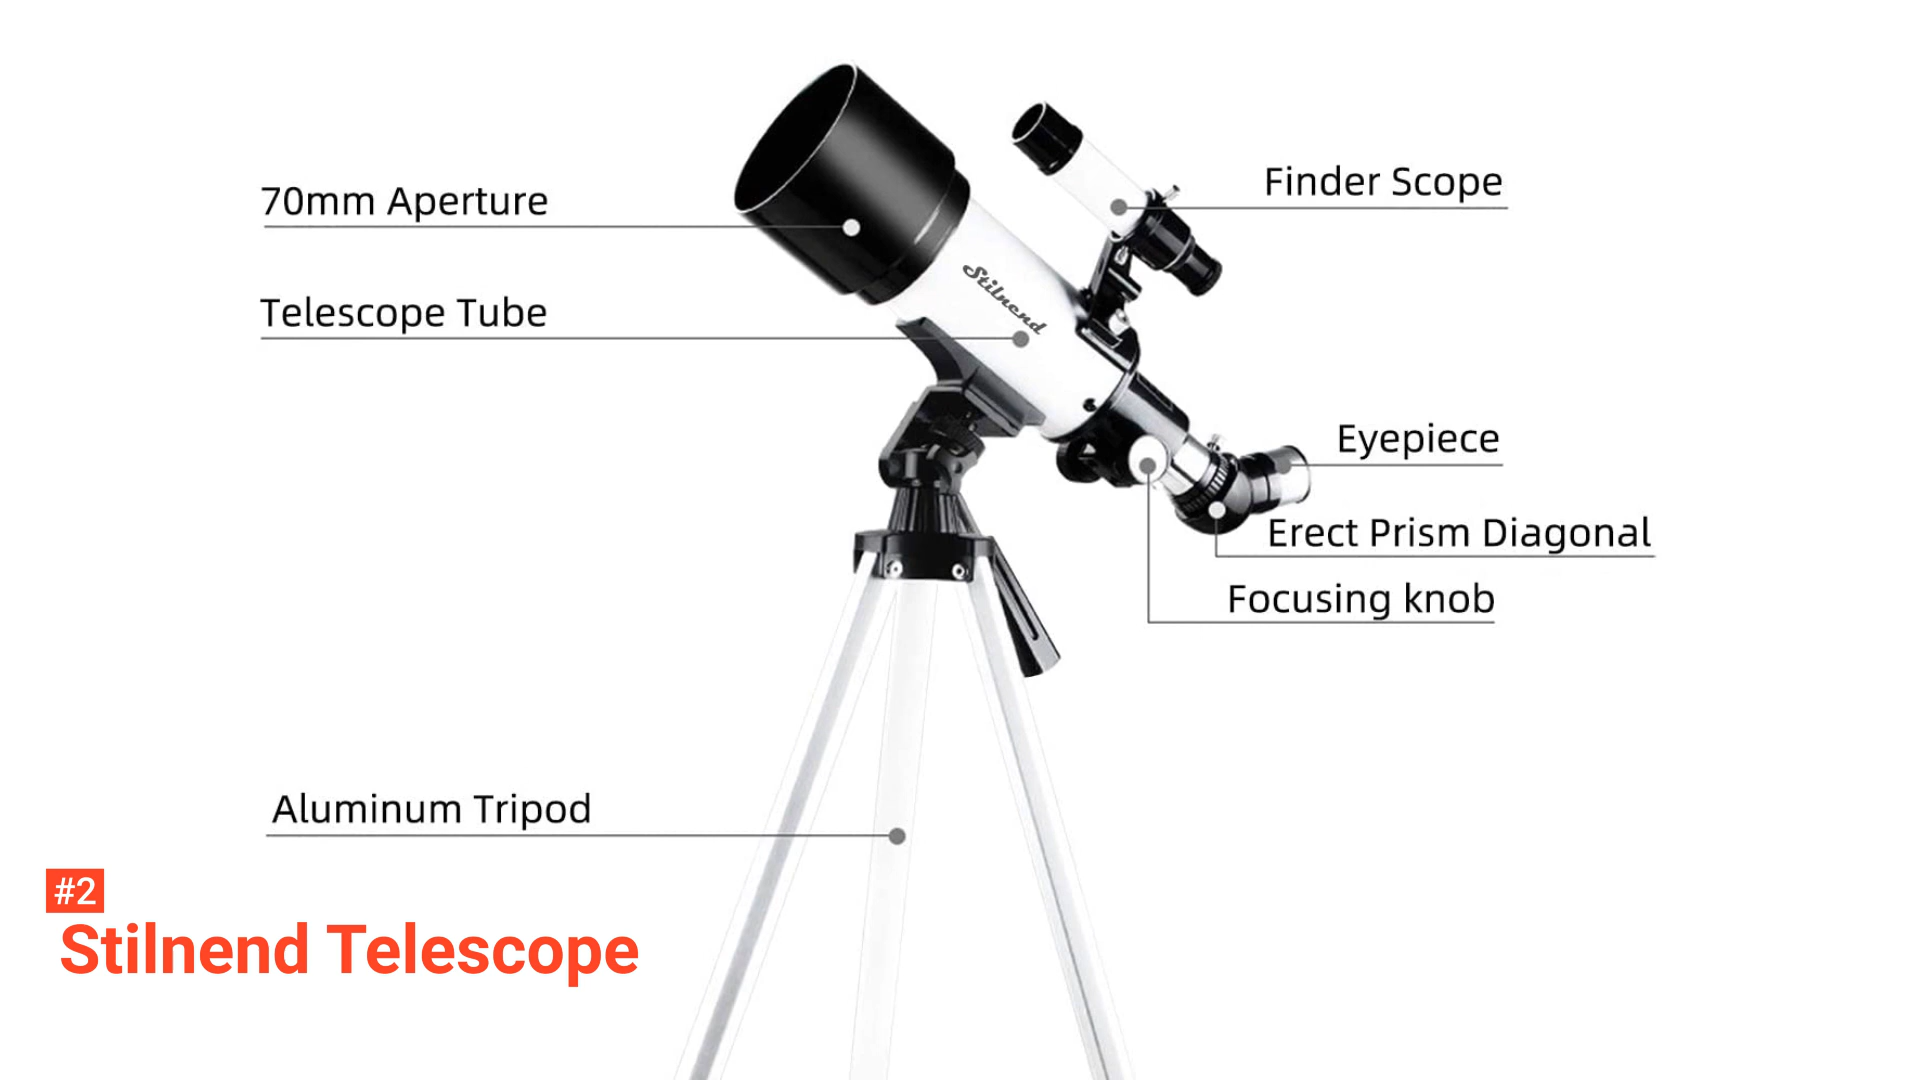 70mm Aperture
Finder Scope
Telescope Tube
Stilnend
Eyepiece
Erect Prism Diagonal
Focusing knob
Aluminum Tripod
#2
Stilnend Telescope